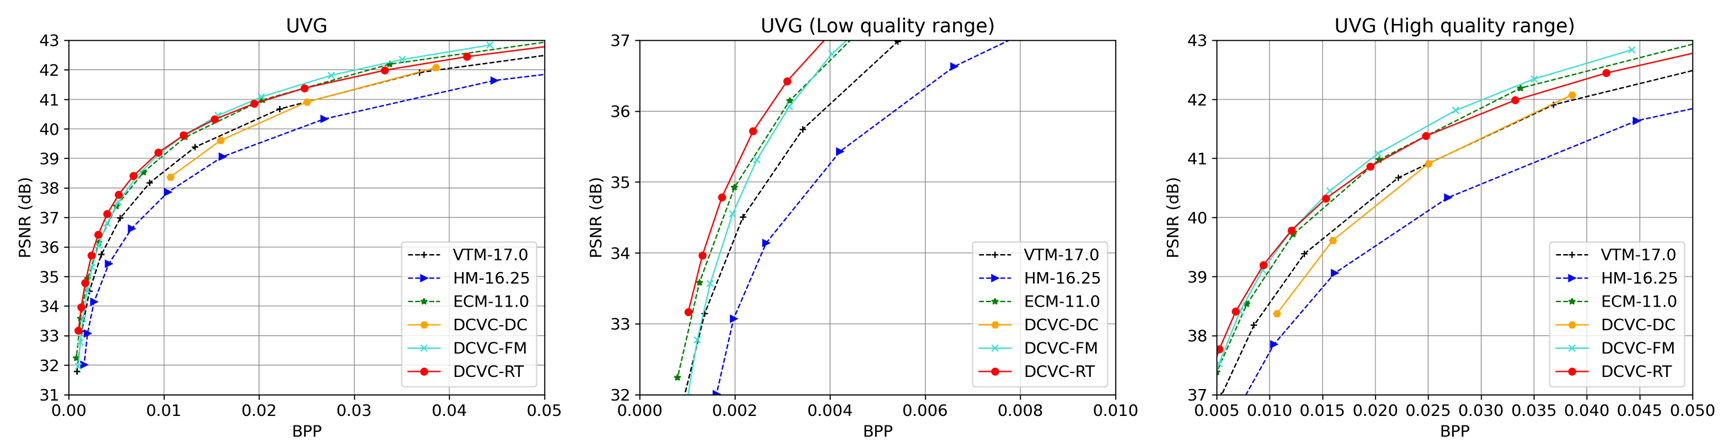 UVG
43
42
41
40
39
38
37
36
35
34
33
32
31
PSNR (dB)
0.00 0.01 0.02 0.03 0.04 0.05
BPP
VTM-17.0
HM-16.25
ECM-11.0
DCVC-DC
DCVC-FM
DCVC-RT
UVG (Low quality range)
37
36
35
34
33
32
PSNR (dB)
0.000 0.002 0.004 0.006 0.008 0.010
BPP
VTM-17.0
HM-16.25
ECM-11.0
DCVC-DC
DCVC-FM
DCVC-RT
UVG (High quality range)
43
42
41
40
39
38
37
PSNR (dB)
0.005 0.010 0.015 0.020 0.025 0.030 0.035 0.040 0.045 0.050
BPP
VTM-17.0
HM-16.25
ECM-11.0
DCVC-DC
DCVC-FM
DCVC-RT